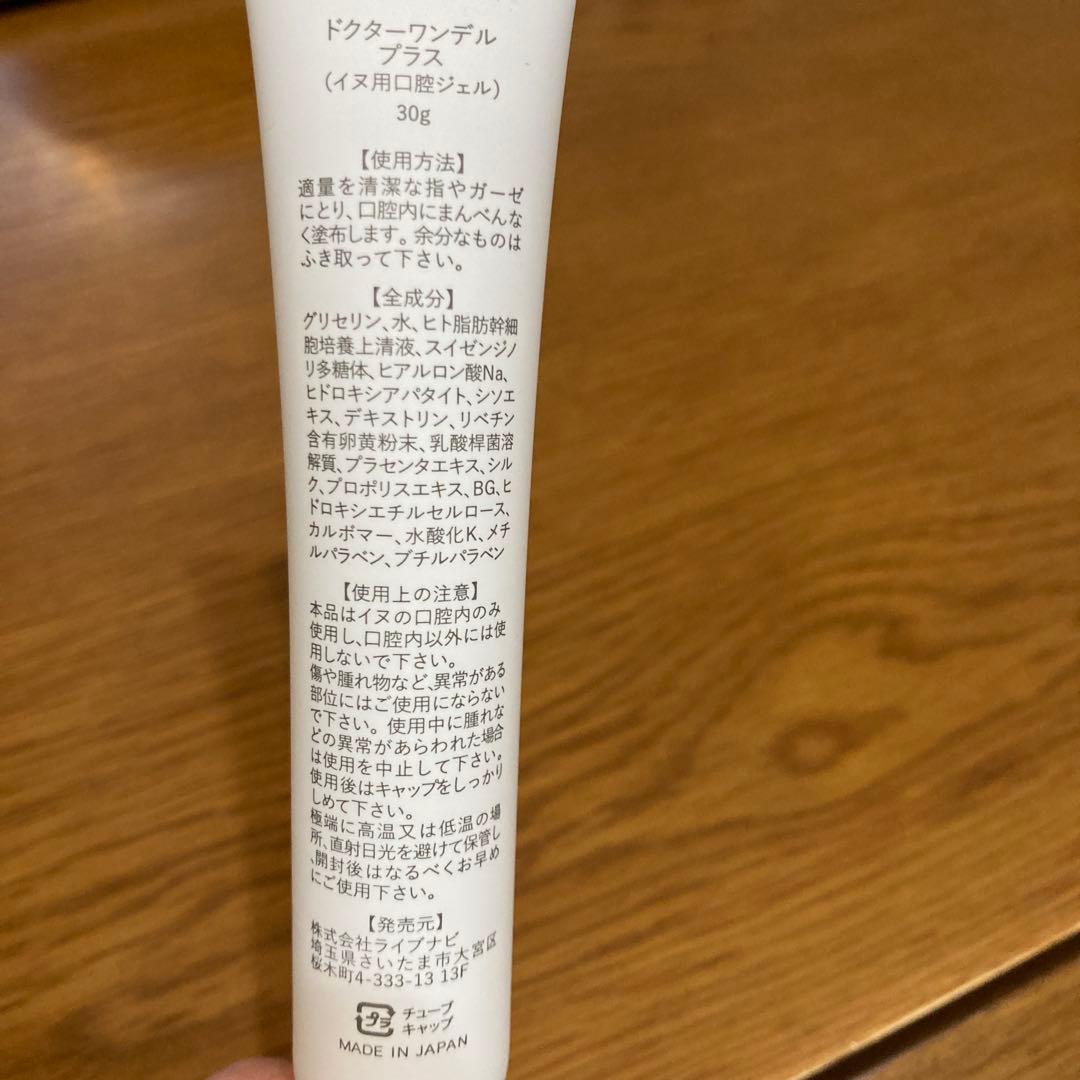 ドクターワンデル
プラス
(イヌ用口腔ジェル)
30g
【使用方法】
適量を清潔な指やガーゼ
にとり、口腔内にまんべんな
く塗布します。余分なものは
ふき取って下さい。
【全成分】
グリセリン、水、ヒト脂肪幹細
胞培養上清液、スイゼンジノ
リ多糖体、ヒアルロン酸Na、
ヒドロキシアパタイト、シソエ
キス、デキストリン、リベチン
含有卵黄粉末、乳酸桿菌溶
解質、プラセンタエキス、シル
ク、プロポリスエキス、BG、ヒ
ドロキシエチルセルロース、
カルボマー、水酸化K、メチ
ルパラベン、ブチルパラベン
【使用上の注意】
本品はイヌの口腔内のみ
使用し、口腔内以外には使
用しないで下さい。
傷や腫れ物など、異常がある
部位にはご使用にならない
で下さい。使用中に腫れな
どの異常があらわれた場合
は使用を中止して下さい。
使用後はキャップをしっかり
しめて下さい。
極端に高温又は低温の場
所、直射日光を避けて保管し
、開封後はなるべくお早め
にご使用下さい。
【発売元】
株式会社ライブナビ
埼玉県さいたま市大宮区
桜木町4-333-13 13F
プラ チューブ
キャップ
MADE IN JAPAN